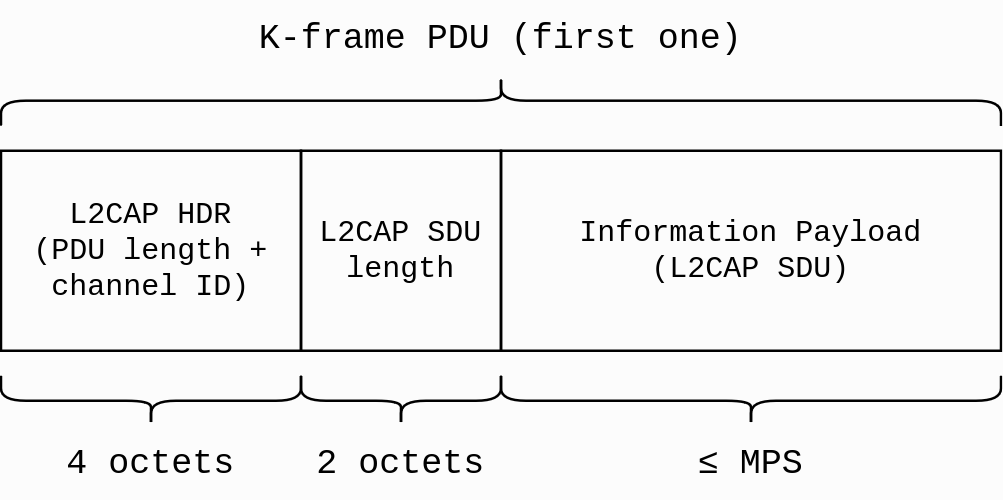 K-frame PDU (first one)
L2CAP HDR
(PDU length +
channel ID)
L2CAP SDU
length
Information Payload
(L2CAP SDU)
4 octets
2 octets
≤ MPS